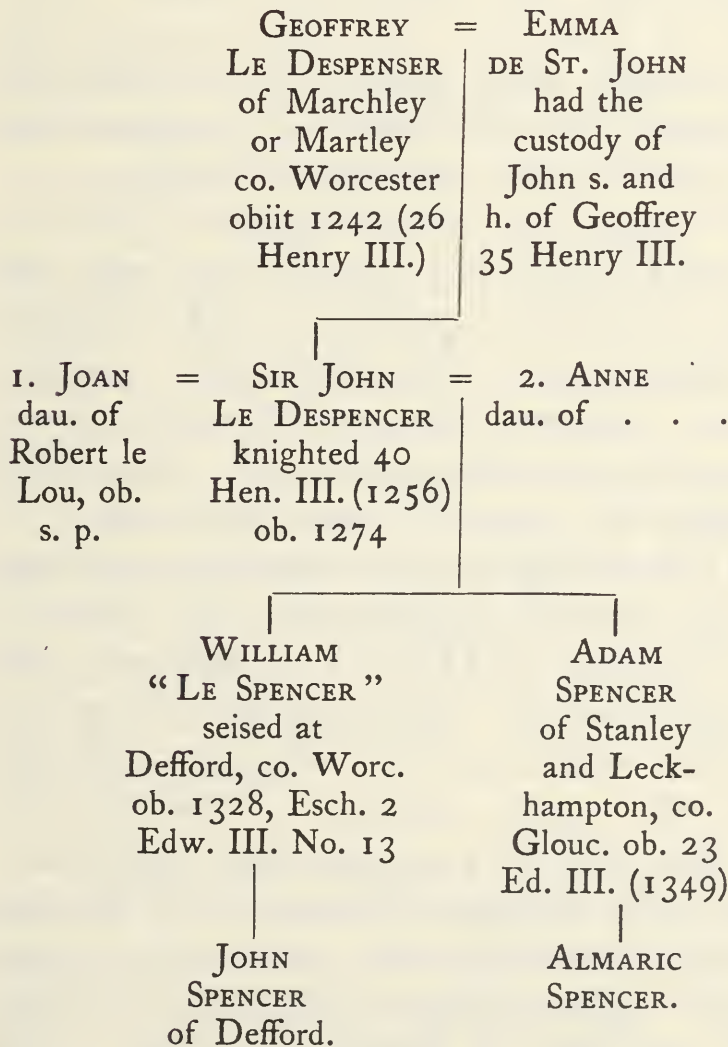 GEOFFREY = EMMA
LE DESPENSER DE ST. JOHN
of Marchley had the
or Martley custody of
co. Worcester John s. and
obiit 1242 (26 h. of Geoffrey
Henry III.) 35 Henry III.
1. JOAN = SIR JOHN = 2. ANNE
dau. of LE DESPENCER dau. of . . .
Robert le knighted 40
Lou, ob. Hen. III. (1256)
s. p. ob. 1274
WILLIAM ADAM
"LE SPENCER" SPENCER
seised at of Stanley
Defford, co. Worc. and Leck-
ob. 1328, Esch. 2 hampton, co.
Edw. III. No. 13 Glouc. ob. 23
Ed. III. (1349)
JOHN ALMARIC
SPENCER SPENCER.
of Defford.